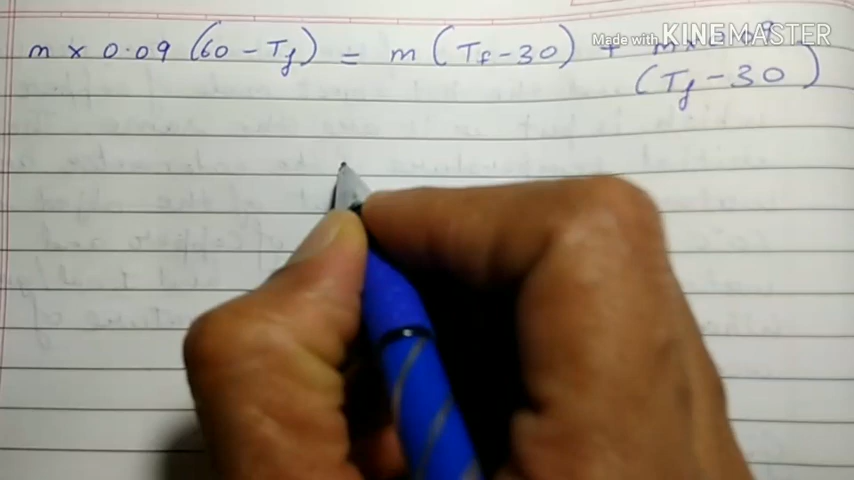 m × 0.09 (60 - Tf) = m (Tf - 30) +
(Tf - 30)
Made with KINEMASTER